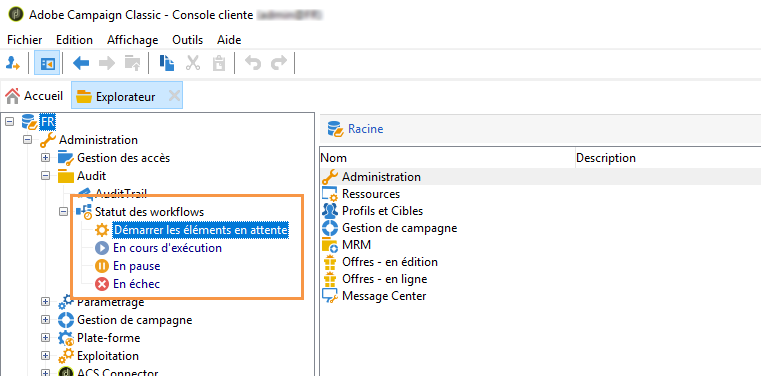 Adobe Campaign Classic - Console cliente
Fichier Edition Affichage Outils Aide
Accueil Explorateur
FR
Administration
Gestion des accès
Audit
AuditTrail
Statut des workflows
Démarrer les éléments en attente
En cours d'exécution
En pause
En échec
Paramétrage
Gestion de campagne
Plate-forme
Exploitation
ACS Connector
Racine
Nom Description
Administration
Ressources
Profils et Cibles
Gestion de campagne
MRM
Offres - en édition
Offres - en ligne
Message Center